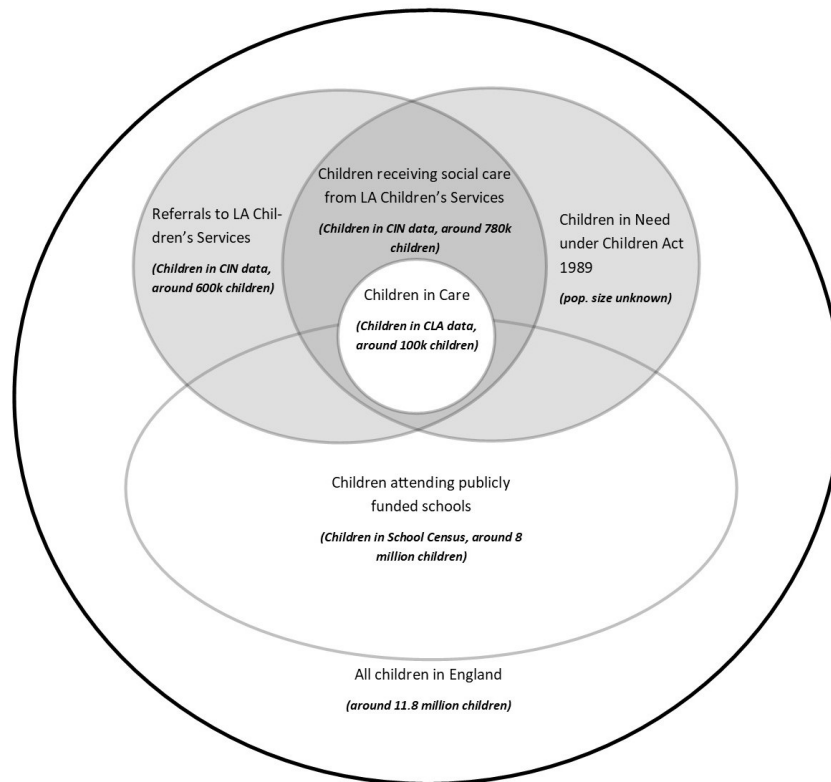 Children receiving social care
from LA Children's Services
(Children in CIN data, around 780k
children)
Referrals to LA Chil-
dren's Services
(Children in CIN data,
around 600k children)
Children in Need
under Children Act
1989
(pop. size unknown)
Children in Care
(Children in CLA data,
around 100k children)
Children attending publicly
funded schools
(Children in School Census, around 8
million children)
All children in England
(around 11.8 million children)